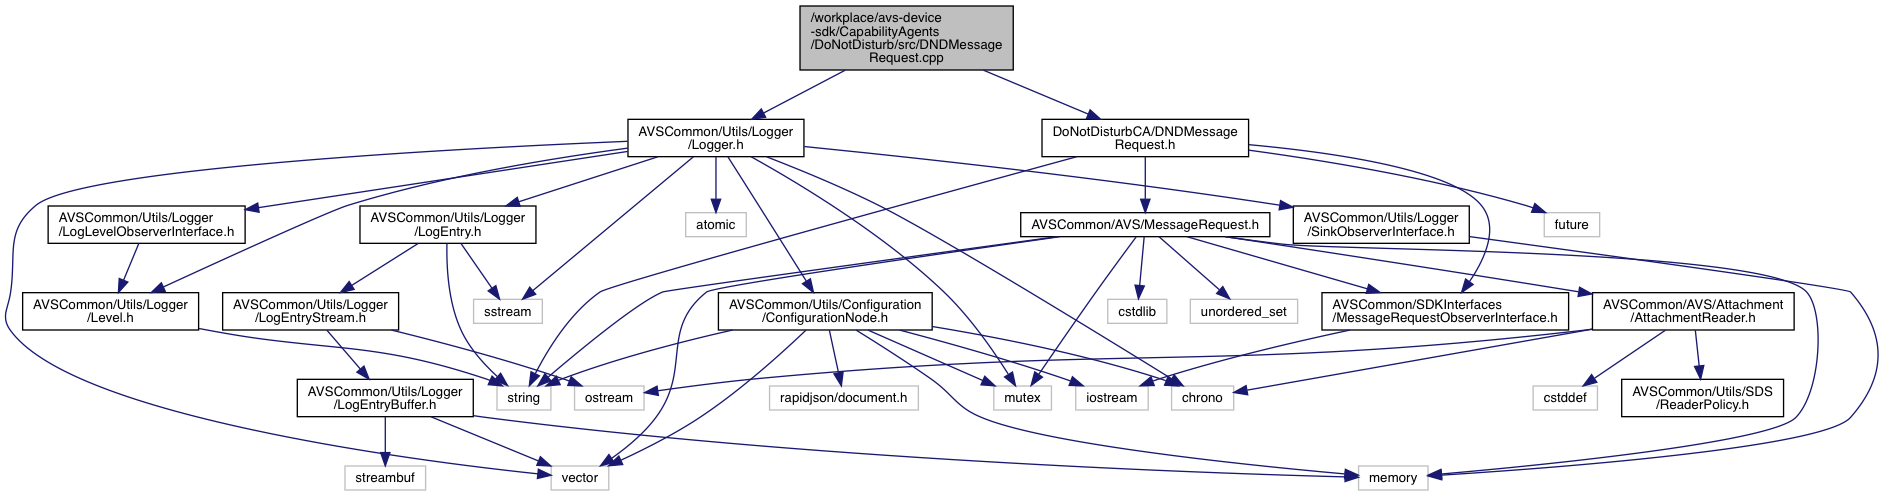 /workplace/avs-device
-sdk/CapabilityAgents
/DoNotDisturb/src/DNDMessage
Request.cpp
AVSCommon/Utils/Logger
/Logger.h
DoNotDisturbCA/DNDMessage
Request.h
AVSCommon/Utils/Logger
/LogLevelObserverInterface.h
AVSCommon/Utils/Logger
/LogEntry.h
atomic
AVSCommon/AVS/MessageRequest.h
AVSCommon/Utils/Logger
/SinkObserverInterface.h
future
AVSCommon/Utils/Logger
/Level.h
AVSCommon/Utils/Logger
/LogEntryStream.h
sstream
AVSCommon/Utils/Configuration
/ConfigurationNode.h
cstdlib
unordered_set
AVSCommon/SDKInterfaces
/MessageRequestObserverInterface.h
AVSCommon/AVS/Attachment
/AttachmentReader.h
AVSCommon/Utils/Logger
/LogEntryBuffer.h
string
ostream
rapidjson/document.h
mutex
iostream
chrono
cstddef
AVSCommon/Utils/SDS
/ReaderPolicy.h
streambuf
vector
memory